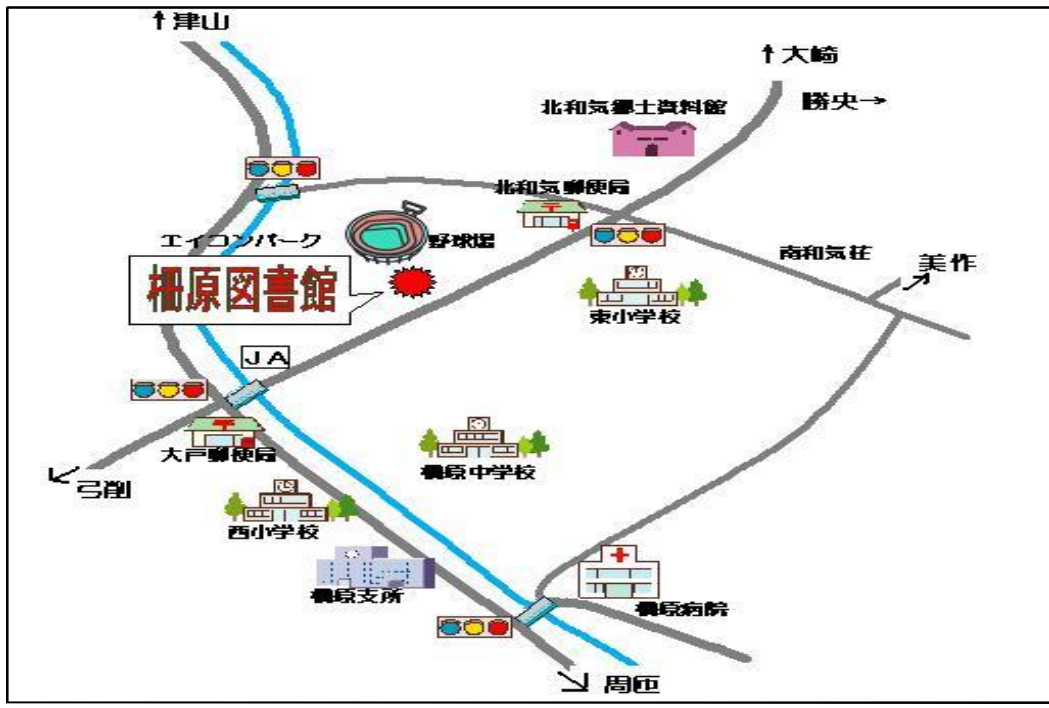 ↑津山
↑大崎
勝央→
北和気郷土資料館
北和気郵便局
エイコンパーク
野球場
南和気荘
美作
柵原図書館
東小学校
JA
大戸郵便局
柵原中学校
弓削
西小学校
柵原支所
柵原病院
周匝